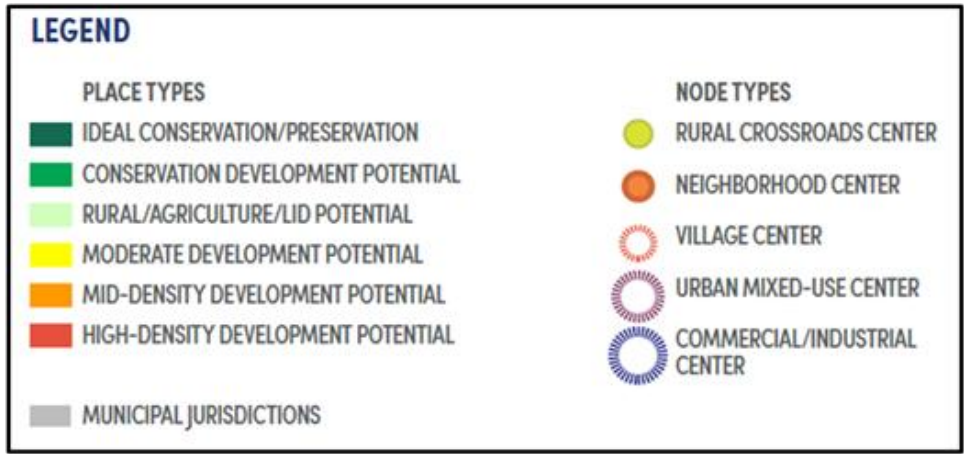 LEGEND
PLACE TYPES
IDEAL CONSERVATION/PRESERVATION
CONSERVATION DEVELOPMENT POTENTIAL
RURAL/AGRICULTURE/LID POTENTIAL
MODERATE DEVELOPMENT POTENTIAL
MID-DENSITY DEVELOPMENT POTENTIAL
HIGH-DENSITY DEVELOPMENT POTENTIAL
MUNICIPAL JURISDICTIONS
NODE TYPES
RURAL CROSSROADS CENTER
NEIGHBORHOOD CENTER
VILLAGE CENTER
URBAN MIXED-USE CENTER
COMMERCIAL/INDUSTRIAL
CENTER